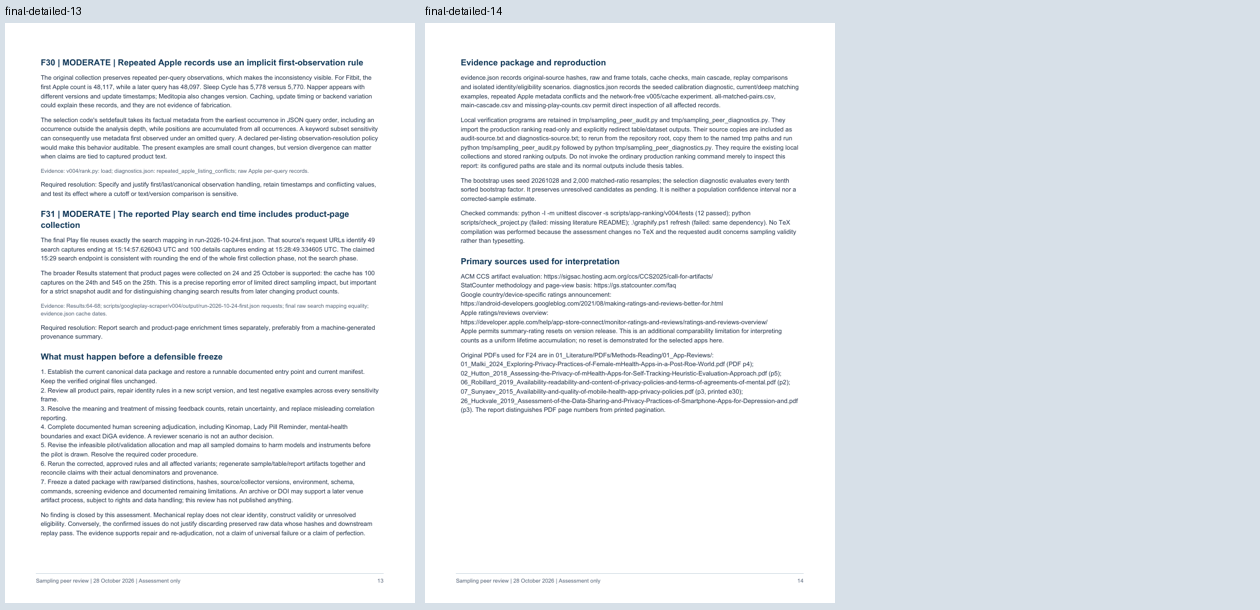 final-detailed-13
F30 | MODERATE | Repeated Apple records use an implicit first-observation rule
The original collection preserves repeated per-query observations, which makes the inconsistency visible. For Fitbit, the
first Apple count is 48,117, while a later query has 48,097. Sleep Cycle has 5,778 versus 5,770. Napper appears with
different versions and update timestamps; Meditopia also changes version. Caching, update timing or backend variation
could explain these records, and they are not evidence of fabrication.
The selection code's setdefault takes its factual metadata from the earliest occurrence in JSON query order, including an
occurrence outside the analysis depth, while positions are accumulated from all occurrences. A keyword subset sensitivity
can consequently use metadata first observed under an omitted query. A declared per-listing observation-resolution policy
would make this behavior auditable. The present examples are small count changes, but version divergence can matter
when claims are tied to captured product text.
Evidence: v004/rank.py: load; diagnostics.json: repeated_apple_listing_conflicts; raw Apple per-query records.
Required resolution: Specify and justify first/last/canonical observation handling, retain timestamps and conflicting values,
and test its effect where a cutoff or text/version comparison is sensitive.
F31 | MODERATE | The reported Play search end time includes product-page
collection
The final Play file reuses exactly the search mapping in run-2026-10-24-first.json. That source's request URLs identify 49
search captures ending at 15:14:57.626043 UTC and 100 details captures ending at 15:28:49.334605 UTC. The claimed
15:29 search endpoint is consistent with rounding the end of the whole first collection phase, not the search phase.
The broader Results statement that product pages were collected on 24 and 25 October is supported: the cache has 100
captures on the 24th and 545 on the 25th. This is a precise reporting error of limited direct sampling impact, but important
for a strict snapshot audit and for distinguishing changing search results from later changing product counts.
Evidence: Results/64-68; scripts/googleplay-scraper/v004/output/run-2026-10-24-first.json requests; final raw search mapping equality;
evidence.json cache dates.
Required resolution: Report search and product-page enrichment times separately, preferably from a machine-generated
provenance summary.
What must happen before a defensible freeze
1. Establish the current canonical data package and restore a runnable documented entry point and current manifest.
Keep the verified original files unchanged.
2. Review all product pairs, repair identity rules in a new script version, and test negative examples across every sensitivity
frame.
3. Resolve the meaning and treatment of missing feedback counts, retain uncertainty, and replace misleading correlation
reporting.
4. Complete documented human screening adjudication, including Kinomap, Lady Pill Reminder, mental-health
boundaries and exact DiGA evidence. A reviewer scenario is not an author decision.
5. Revise the infeasible pilot/validation allocation and map all sampled domains to harm models and instruments before
the pilot is drawn. Resolve the required coder procedure.
6. Rerun the corrected, approved rules and all affected variants; regenerate sample/table/report artifacts together and
reconcile claims with their actual denominators and provenance.
7. Freeze a dated package with raw/parsed distinctions, hashes, source/collector versions, environment, schema,
commands, screening evidence and documented remaining limitations. An archive or DOI may support a later venue
artifact process, subject to rights and data handling; this review has not published anything.
No finding is closed by this assessment. Mechanical replay does not clear identity, construct validity or unresolved
eligibility. Conversely, the confirmed issues do not justify discarding preserved raw data whose hashes and downstream
replay pass. The evidence supports repair and re-adjudication, not a claim of universal failure or a claim of perfection.
Sampling peer review | 28 October 2026 | Assessment only
13
final-detailed-14
Evidence package and reproduction
evidence.json records original-source hashes, raw and frame totals, cache checks, main cascade, replay comparisons
and isolated identity/eligibility scenarios. diagnostics.json records the seeded calibration diagnostic, current/deep matching
examples, repeated Apple metadata conflicts and the network-free v005/cache experiment. all-matched-pairs.csv,
main-cascade.csv and missing-play-counts.csv permit direct inspection of all affected records.
Local verification programs are retained in tmp/sampling_peer_audit.py and tmp/sampling_peer_diagnostics.py. They
import the production ranking read-only and explicitly redirect table/dataset outputs. Their source copies are included as
audit-source.txt and diagnostics-source.txt; to rerun from the repository root, copy them to the named tmp paths and run
python tmp/sampling_peer_audit.py followed by python tmp/sampling_peer_diagnostics.py. They require the existing local
collections and stored ranking outputs. Do not invoke the ordinary production ranking command merely to inspect this
report: its configured paths are stale and its normal outputs include thesis tables.
The bootstrap uses seed 20261028 and 2,000 matched-ratio resamples; the selection diagnostic evaluates every tenth
sorted bootstrap factor. It preserves unresolved candidates as pending. It is neither a population confidence interval nor a
corrected-sample estimate.
Checked commands: python -I -m unittest discover -s scripts/app-ranking/v004/tests (12 passed); python
scripts/check_project.py (failed: missing literature README); .\graphify.ps1 refresh (failed: same dependency). No TeX
compilation was performed because the assessment changes no TeX and the requested audit concerns sampling validity
rather than typesetting.
Primary sources used for interpretation
ACM CCS artifact evaluation: https://sigsac.hosting.acm.org/ccs/CCS2025/call-for-artifacts/
StatCounter methodology and page-view basis: https://gs.statcounter.com/faq
Google country/device-specific ratings announcement:
https://android-developers.googleblog.com/2021/08/making-ratings-and-reviews-better-for.html
Apple ratings/reviews overview:
https://developer.apple.com/help/app-store-connect/monitor-ratings-and-reviews/ratings-and-reviews-overview/
Apple permits summary-rating resets on version release. This is an additional comparability limitation for interpreting
counts as a uniform lifetime accumulation; no reset is demonstrated for the selected apps here.
Original PDFs used for F24 are in 01_Literature/PDFs/Methods-Reading/01_App-Reviews/:
01_Malki_2024_Exploring-Privacy-Practices-of-Female-mHealth-Apps-in-a-Post-Roe-World.pdf (PDF p4);
02_Hutton_2018_Assessing-the-Privacy-of-mHealth-Apps-for-Self-Tracking-Heuristic-Evaluation-Approach.pdf (p5);
06_Robillard_2019_Availability-readability-and-content-of-privacy-policies-and-terms-of-agreements-of-mental.pdf (p2);
07_Sunyaev_2015_Availability-and-quality-of-mobile-health-app-privacy-policies.pdf (p3, printed e30);
26_Huckvale_2019_Assessment-of-the-Data-Sharing-and-Privacy-Practices-of-Smartphone-Apps-for-Depression-and.pdf
(p3). The report distinguishes PDF page numbers from printed pagination.
Sampling peer review | 28 October 2026 | Assessment only
14